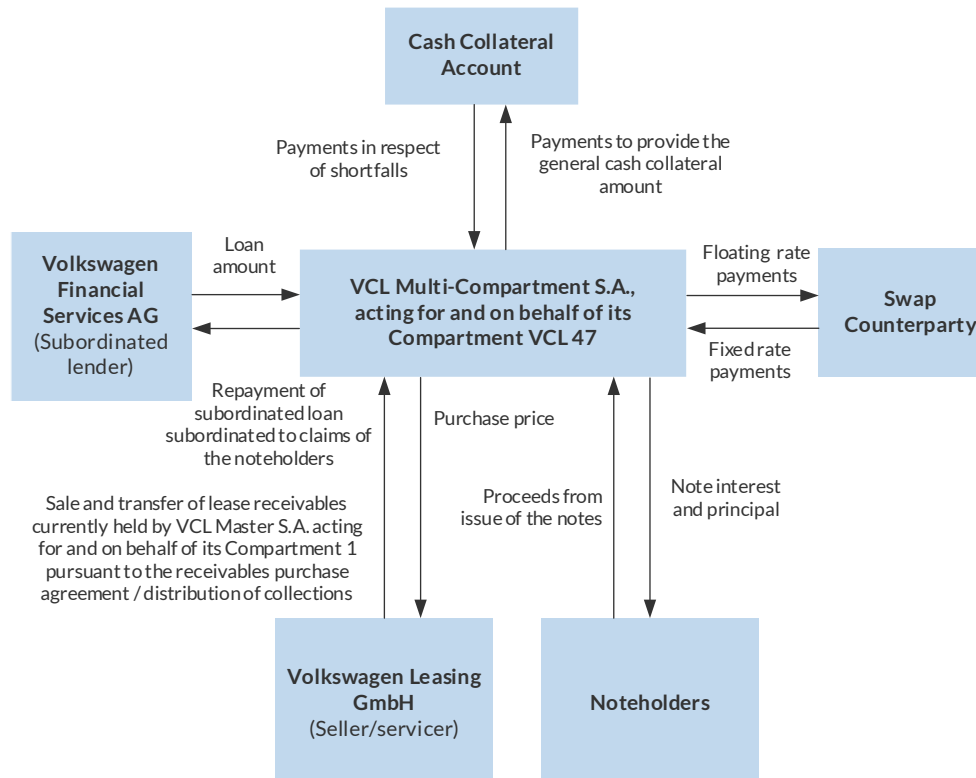 Cash Collateral
Account
Payments in respect
of shortfalls
Payments to provide the
general cash collateral
amount
Volkswagen
Financial
Services AG
(Subordinated
lender)
Loan
amount
VCL Multi-Compartment S.A.,
acting for and on behalf of its
Compartment VCL 47
Floating rate
payments
Swap
Counterparty
Fixed rate
payments
Repayment of
subordinated loan
subordinated to claims of
the noteholders
Purchase price
Sale and transfer of lease receivables
currently held by VCL Master S.A. acting
for and on behalf of its Compartment 1
pursuant to the receivables purchase
agreement / distribution of collections
Proceeds from
issue of the notes
Note interest
and principal
Volkswagen Leasing
GmbH
(Seller/servicer)
Noteholders